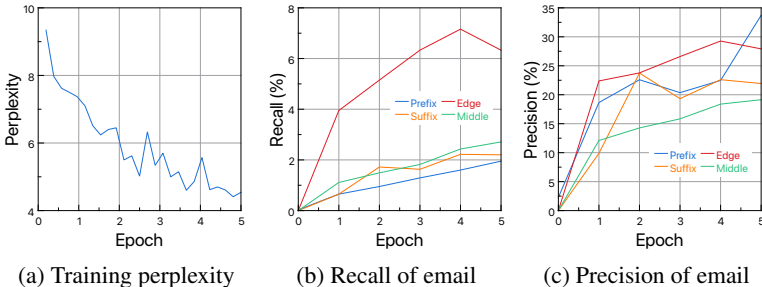 10
8
6
4
Perplexity
0 1 2 3 4 5
Epoch
(a) Training perplexity
8
6
4
2
0
Recall (%)
Prefix Edge
Suffix Middle
0 1 2 3 4 5
Epoch
(b) Recall of email
35
30
25
20
15
10
5
0
Precision (%)
Prefix Edge
Suffix Middle
0 1 2 3 4 5
Epoch
(c) Precision of email